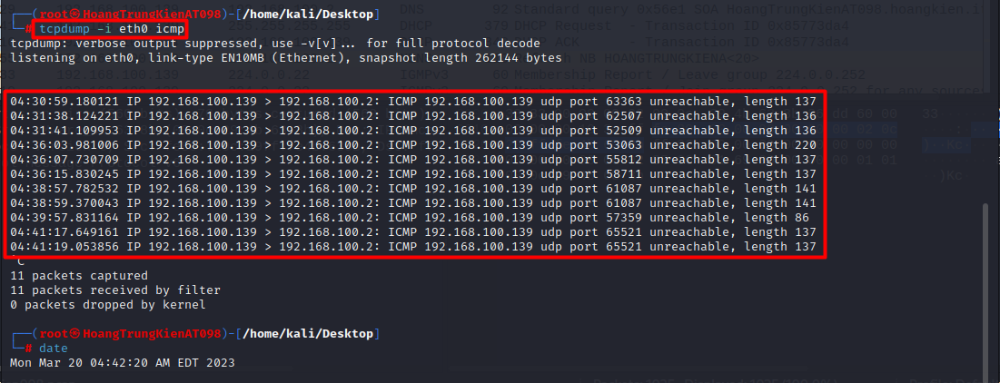 ┌──(root㉿HoangTrungKienAT098)-[/home/kali/Desktop]
└─# tcpdump -i eth0 icmp
tcpdump: verbose output suppressed, use -v[v]... for full protocol decode
listening on eth0, link-type EN10MB (Ethernet), snapshot length 262144 bytes
04:30:59.180121 IP 192.168.100.139 > 192.168.100.2: ICMP 192.168.100.139 udp port 63363 unreachable, length 137
04:31:38.124221 IP 192.168.100.139 > 192.168.100.2: ICMP 192.168.100.139 udp port 62507 unreachable, length 136
04:31:41.109953 IP 192.168.100.139 > 192.168.100.2: ICMP 192.168.100.139 udp port 52509 unreachable, length 136
04:36:03.981006 IP 192.168.100.139 > 192.168.100.2: ICMP 192.168.100.139 udp port 53063 unreachable, length 220
04:36:07.730709 IP 192.168.100.139 > 192.168.100.2: ICMP 192.168.100.139 udp port 55812 unreachable, length 137
04:36:15.830245 IP 192.168.100.139 > 192.168.100.2: ICMP 192.168.100.139 udp port 58711 unreachable, length 137
04:38:57.782532 IP 192.168.100.139 > 192.168.100.2: ICMP 192.168.100.139 udp port 61087 unreachable, length 141
04:38:59.370043 IP 192.168.100.139 > 192.168.100.2: ICMP 192.168.100.139 udp port 61087 unreachable, length 141
04:39:57.831164 IP 192.168.100.139 > 192.168.100.2: ICMP 192.168.100.139 udp port 57359 unreachable, length 86
04:41:17.649161 IP 192.168.100.139 > 192.168.100.2: ICMP 192.168.100.139 udp port 65521 unreachable, length 137
04:41:19.053856 IP 192.168.100.139 > 192.168.100.2: ICMP 192.168.100.139 udp port 65521 unreachable, length 137
^C
11 packets captured
11 packets received by filter
0 packets dropped by kernel
┌──(root㉿HoangTrungKienAT098)-[/home/kali/Desktop]
└─# date
Mon Mar 20 04:42:20 AM EDT 2023